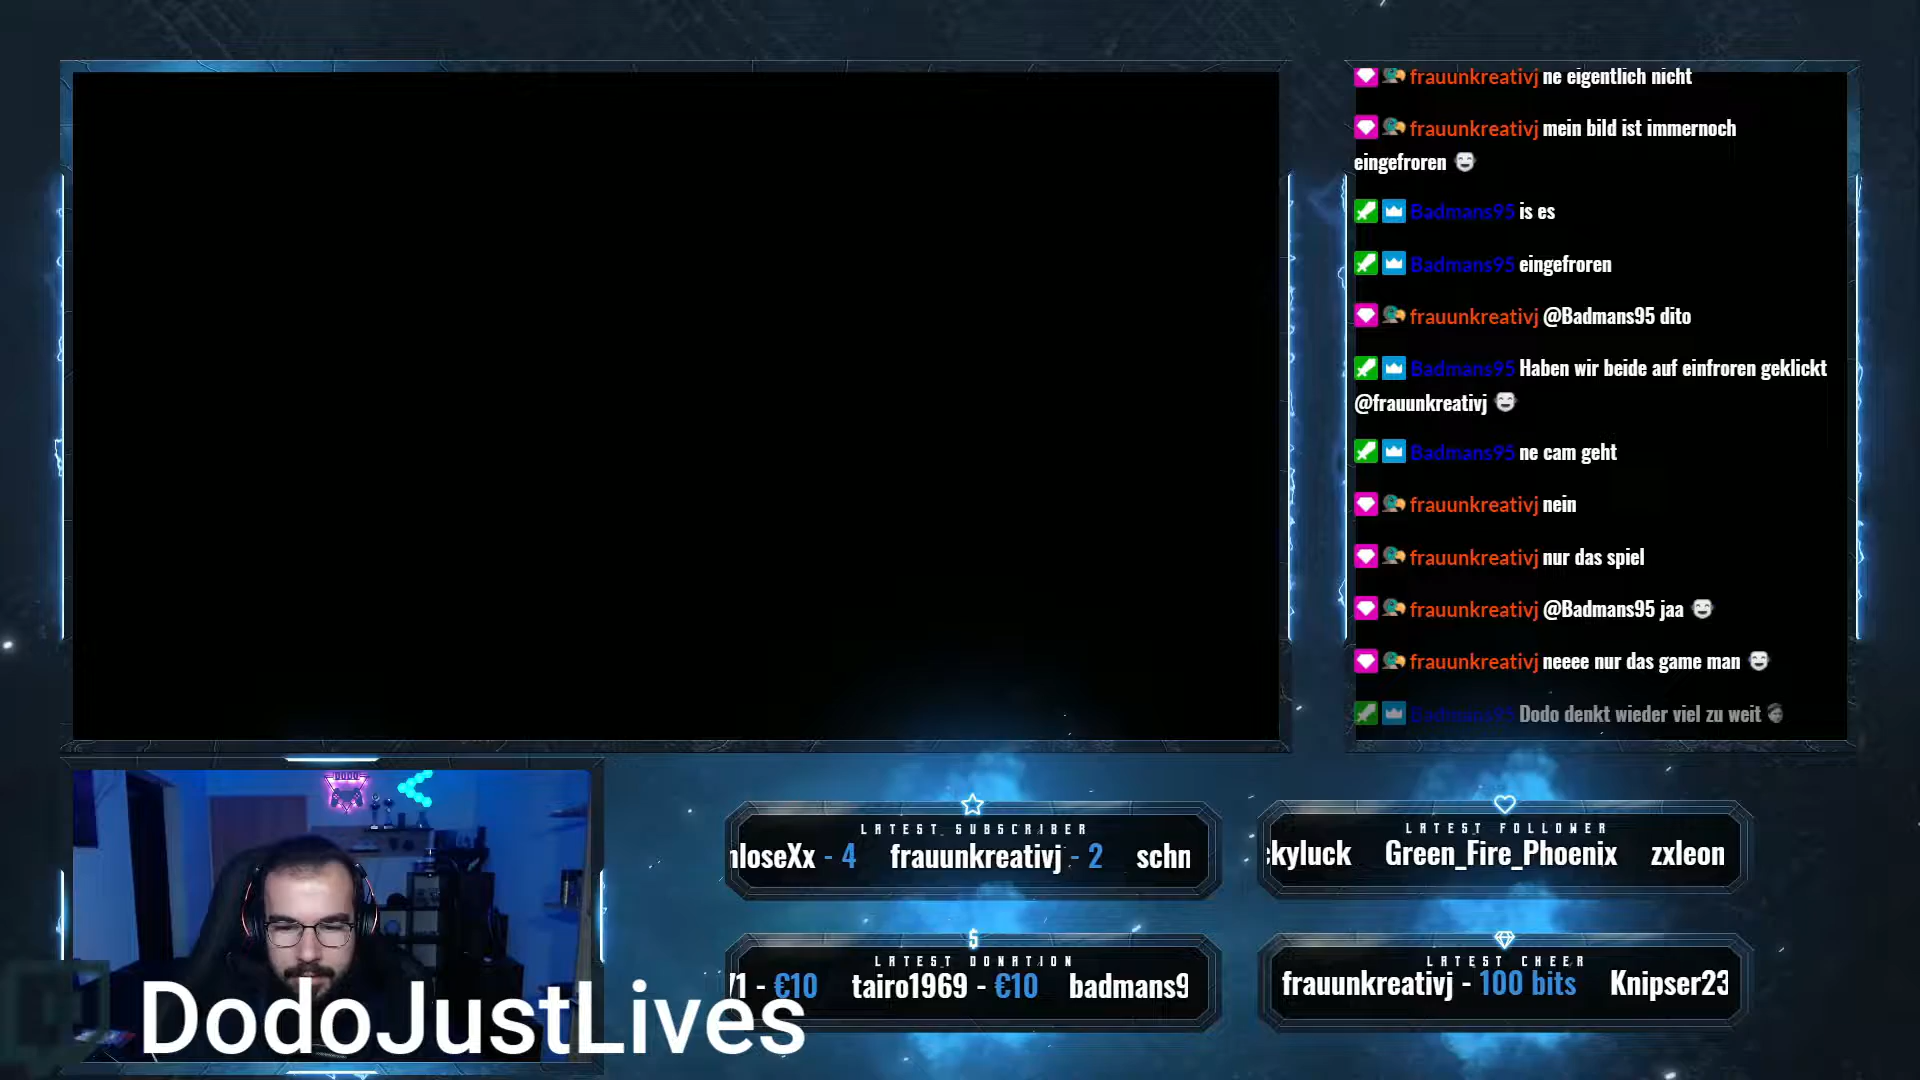 frauunkreativj ne eigentlich nicht
frauunkreativj mein bild ist immernoch
eingefroren
Badmans95 is es
Badmans95 eingefroren
frauunkreativj @Badmans95 dito
Badmans95 Haben wir beide auf einfroren geklickt
@frauunkreativj
Badmans95 ne cam geht
frauunkreativj nein
frauunkreativj nur das spiel
frauunkreativj @Badmans95 jaa
frauunkreativj neeee nur das game man
Badmans95 Dodo denkt wieder viel zu weit
DODO
LATEST SUBSCRIBER
loseXx - 4 frauunkreativj - 2 schn
LATEST FOLLOWER
kyluck Green_Fire_Phoenix zxleon
LATEST DONATION
1 - €10 tairo1969 - €10 badmans9
LATEST CHEER
frauunkreativj - 100 bits Knipser23
DodoJustLives